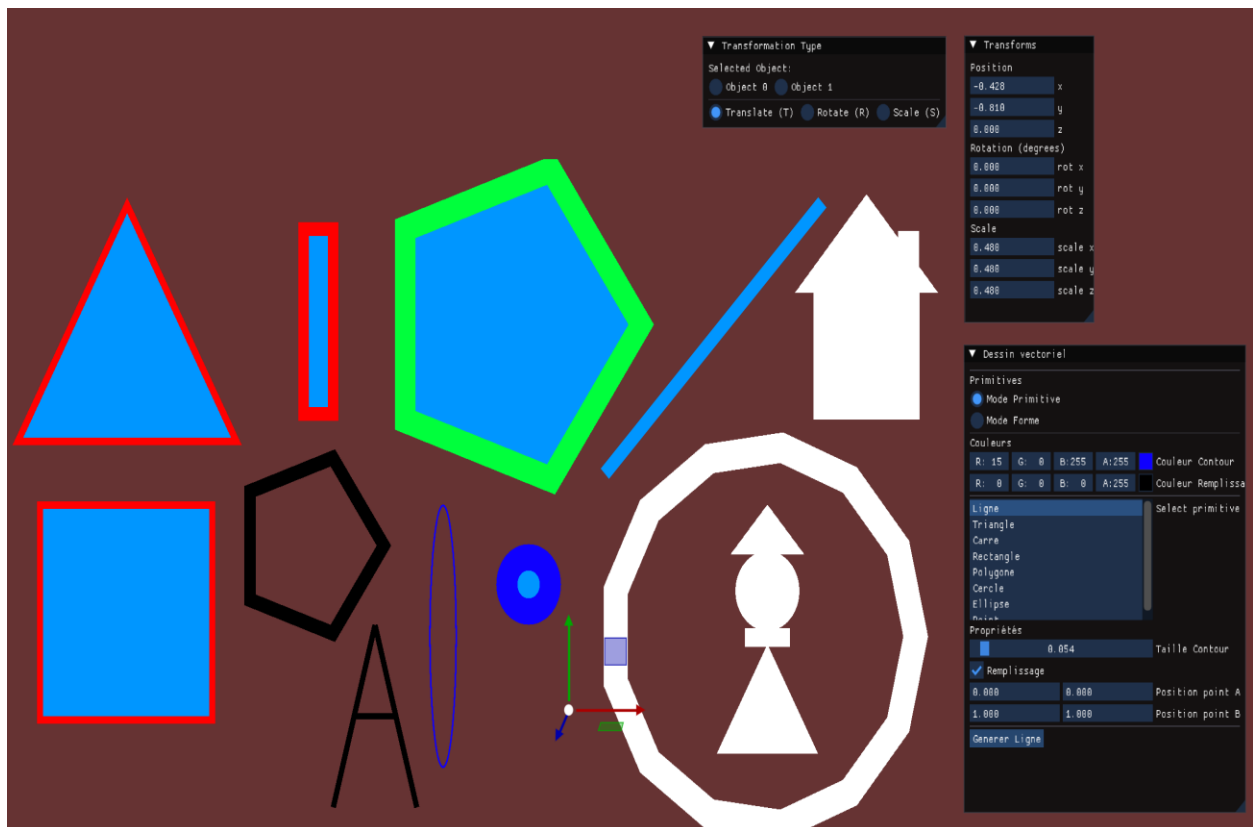 Transformation Type
Selected Object:
Object 0 Object 1
Translate (T) Rotate (R) Scale (S)
Transforms
Position
-0.428 x
-0.810 y
0.000 z
Rotation (degrees)
0.000 rot x
0.000 rot y
0.000 rot z
Scale
0.400 scale x
0.400 scale y
0.400 scale z
Dessin vectoriel
Primitives
Mode Primitive
Mode Forme
Couleurs
R: 15 G: 0 B:255 A:255 Couleur Contour
R: 0 G: 0 B: 0 A:255 Couleur Remplissa
Ligne Select primitive
Triangle
Carre
Rectangle
Polygone
Cercle
Ellipse
Point
Propriètés
0.054 Taille Contour
Remplissage
0.000 0.000 Position point A
1.000 1.000 Position point B
Generer Ligne